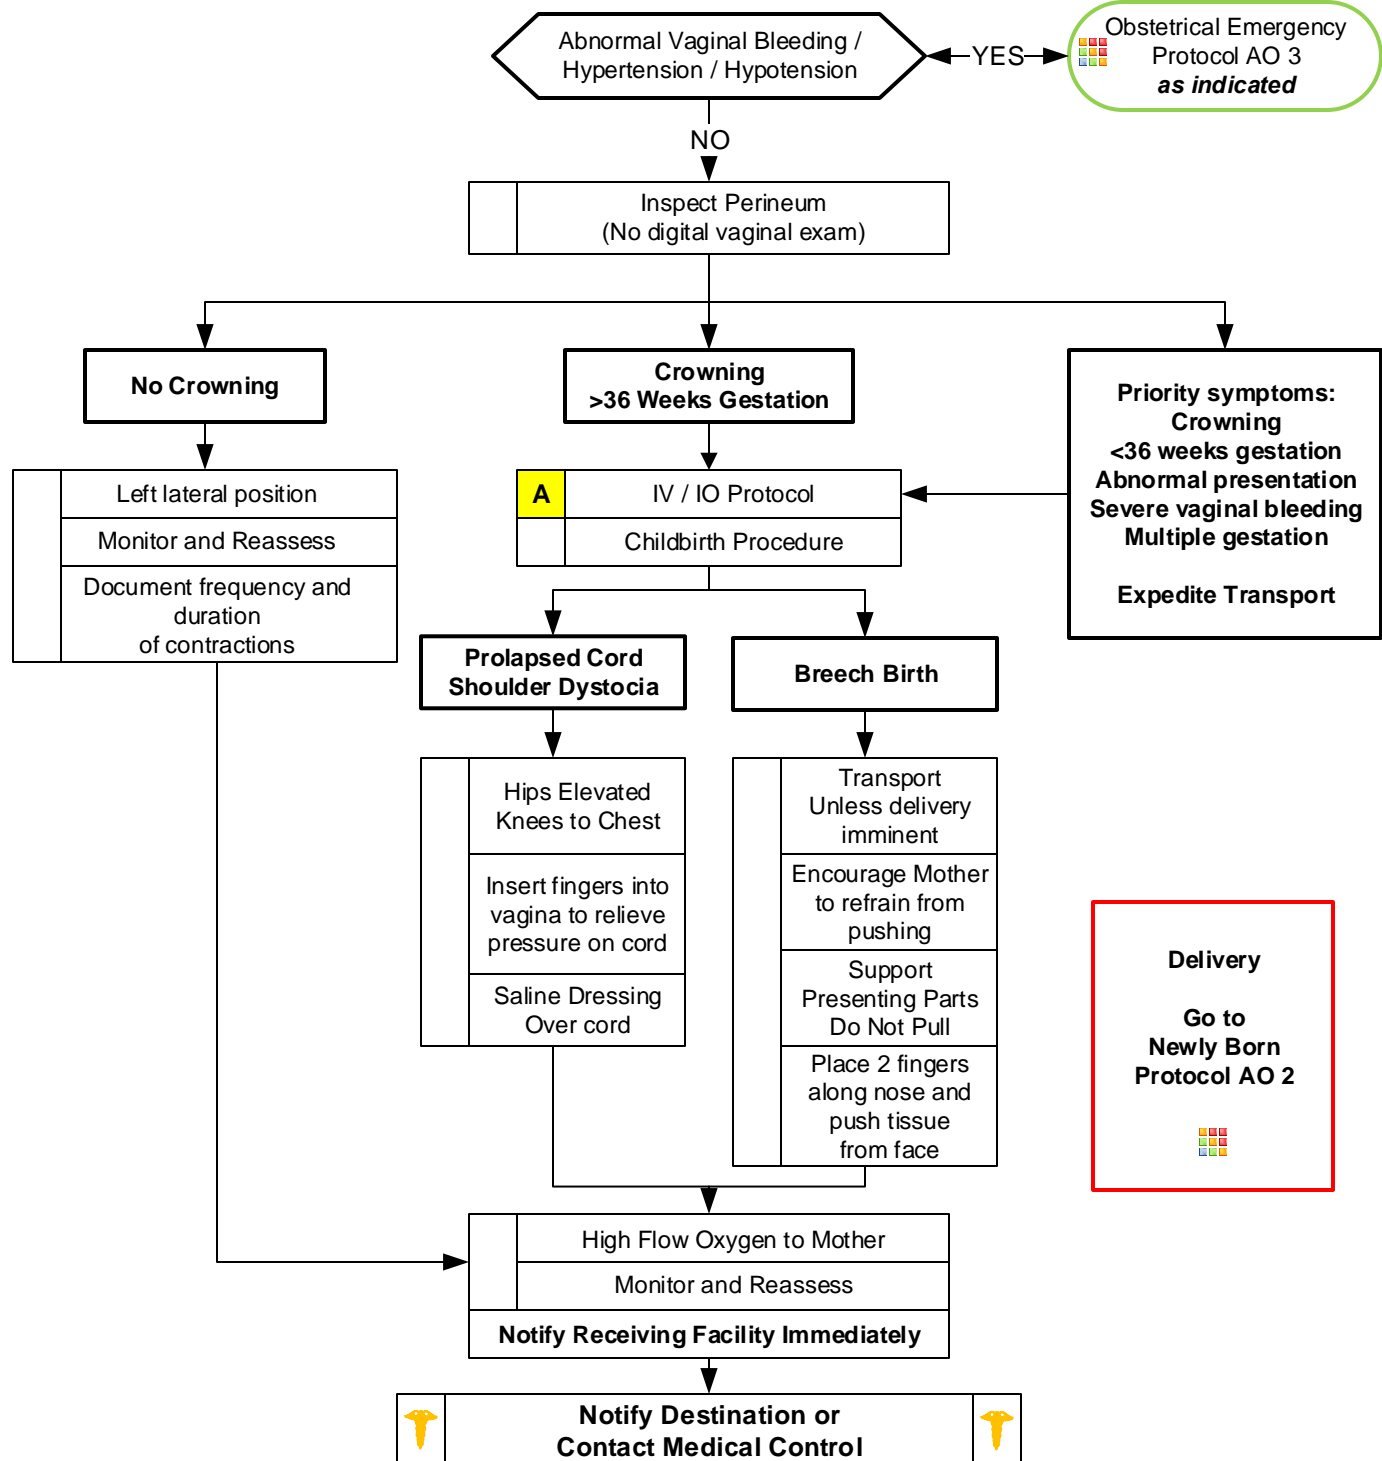 Abnormal Vaginal Bleeding /
Hypertension / Hypotension
YES
Obstetrical Emergency
Protocol AO 3
as indicated
NO
Inspect Perineum
(No digital vaginal exam)
No Crowning
Crowning
>36 Weeks Gestation
Priority symptoms:
Crowning
<36 weeks gestation
Abnormal presentation
Severe vaginal bleeding
Multiple gestation
Expedite Transport
Left lateral position
Monitor and Reassess
Document frequency and
duration
of contractions
A
IV / IO Protocol
Childbirth Procedure
Prolapsed Cord
Shoulder Dystocia
Breech Birth
Hips Elevated
Knees to Chest
Insert fingers into
vagina to relieve
pressure on cord
Saline Dressing
Over cord
Transport
Unless delivery
imminent
Encourage Mother
to refrain from
pushing
Support
Presenting Parts
Do Not Pull
Place 2 fingers
along nose and
push tissue
from face
Delivery
Go to
Newly Born
Protocol AO 2
High Flow Oxygen to Mother
Monitor and Reassess
Notify Receiving Facility Immediately
Notify Destination or
Contact Medical Control